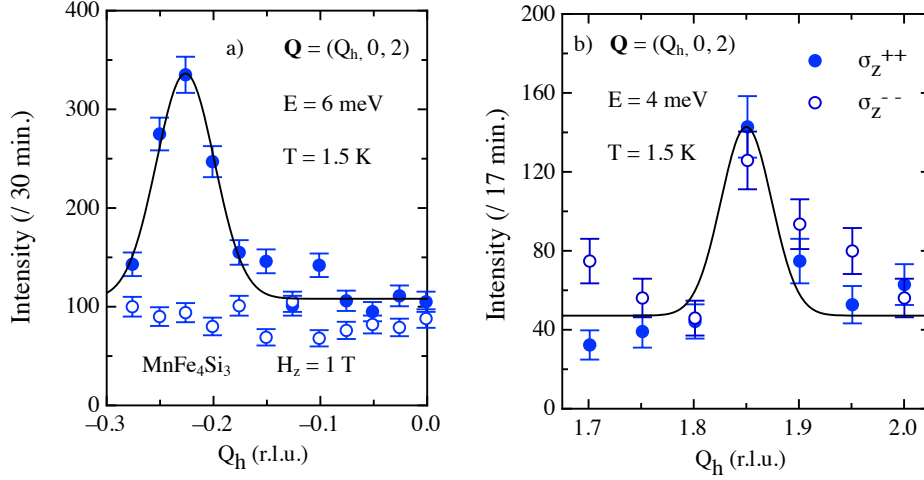 a) Q = (Q_h, 0, 2)
E = 6 meV
T = 1.5 K
MnFe₄Si₃ H_z = 1 T
Intensity (/ 30 min.)
400
300
200
100
0
−0.3 −0.2 −0.1 0.0
Q_h (r.l.u.)
b) Q = (Q_h, 0, 2)
E = 4 meV
T = 1.5 K
σ_z⁺⁺
σ_z⁻⁻
Intensity (/ 17 min.)
200
160
120
80
40
0
1.7 1.8 1.9 2.0
Q_h (r.l.u.)